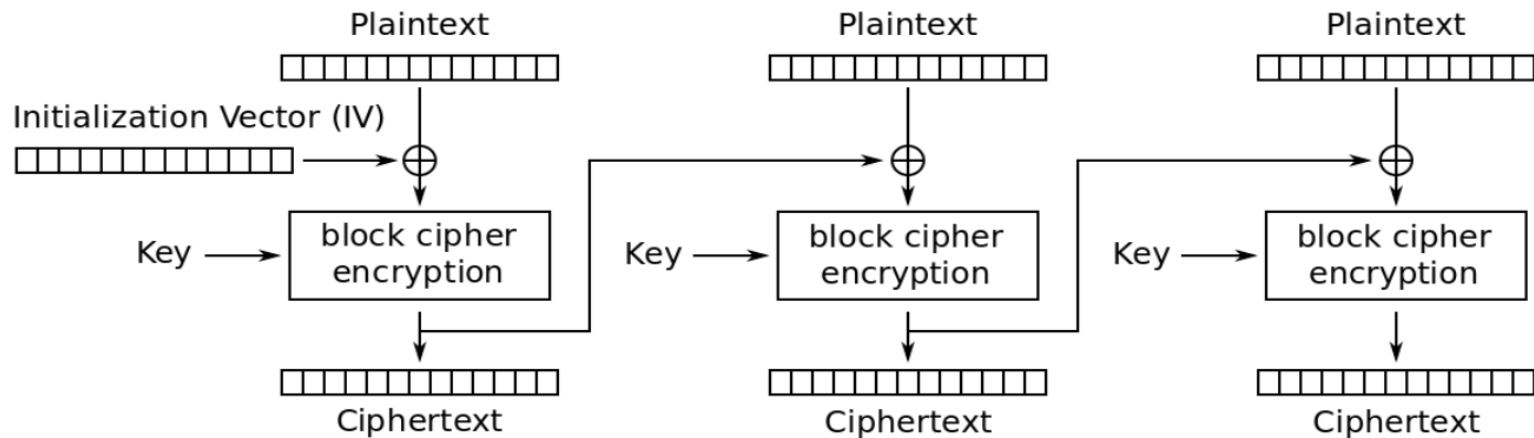 Plaintext
Plaintext
Plaintext
Initialization Vector (IV)
Key
block cipher
encryption
Key
block cipher
encryption
Key
block cipher
encryption
Ciphertext
Ciphertext
Ciphertext